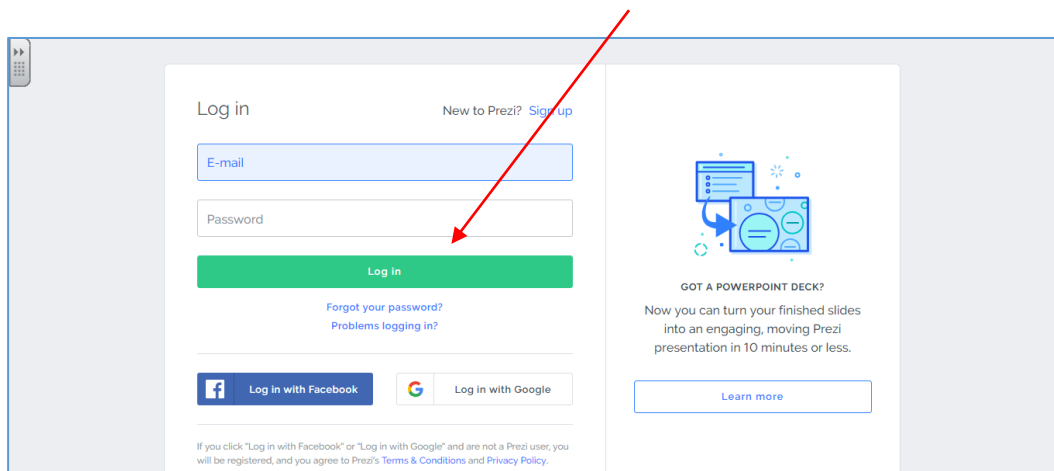 Log in
New to Prezi? Sign up
E-mail
Password
Log in
Forgot your password?
Problems logging in?
Log in with Facebook
Log in with Google
If you click "Log in with Facebook" or "Log in with Google" and are not a Prezi user, you
will be registered, and you agree to Prezi's Terms & Conditions and Privacy Policy.
GOT A POWERPOINT DECK?
Now you can turn your finished slides
into an engaging, moving Prezi
presentation in 10 minutes or less.
Learn more